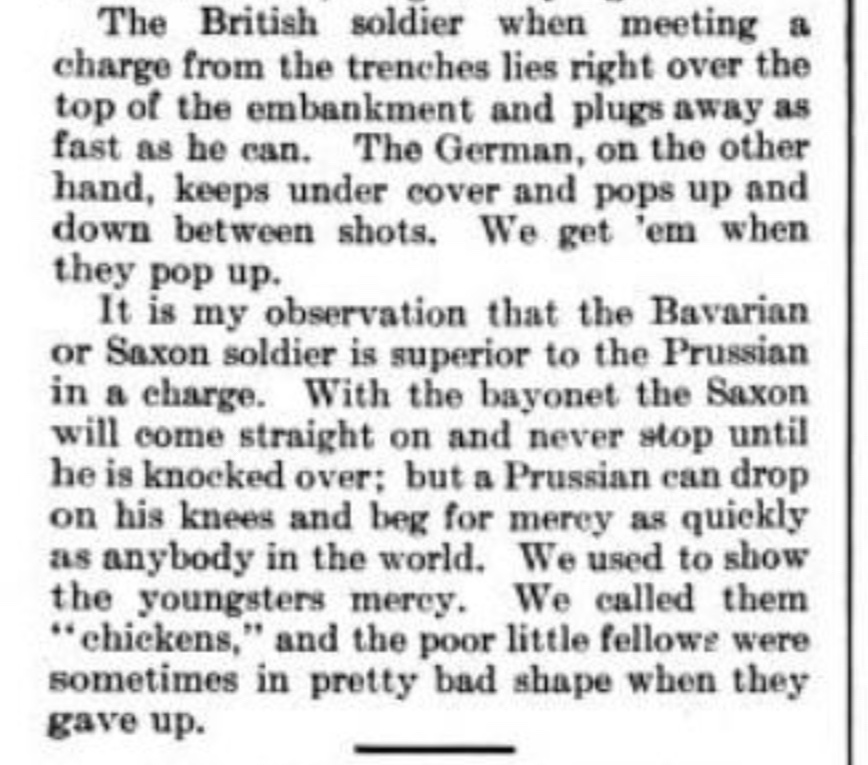 The British soldier when meeting a
charge from the trenches lies right over the
top of the embankment and plugs away as
fast as he can. The German, on the other
hand, keeps under cover and pops up and
down between shots. We get 'em when
they pop up.
It is my observation that the Bavarian
or Saxon soldier is superior to the Prussian
in a charge. With the bayonet the Saxon
will come straight on and never stop until
he is knocked over; but a Prussian can drop
on his knees and beg for mercy as quickly
as anybody in the world. We used to show
the youngsters mercy. We called them
“chickens,” and the poor little fellows were
sometimes in pretty bad shape when they
gave up.